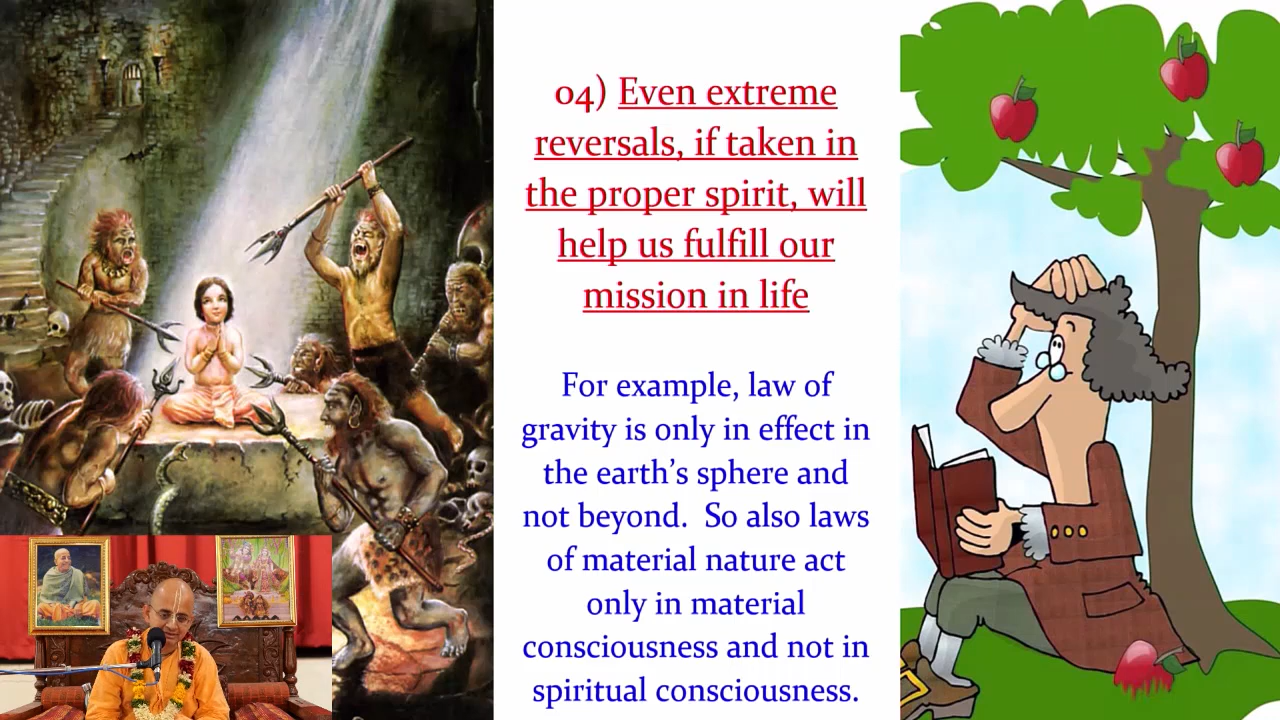 04) Even extreme
reversals, if taken in
the proper spirit, will
help us fulfill our
mission in life
For example, law of
gravity is only in effect in
the earth’s sphere and
not beyond.  So also laws
of material nature act
only in material
consciousness and not in
spiritual consciousness.